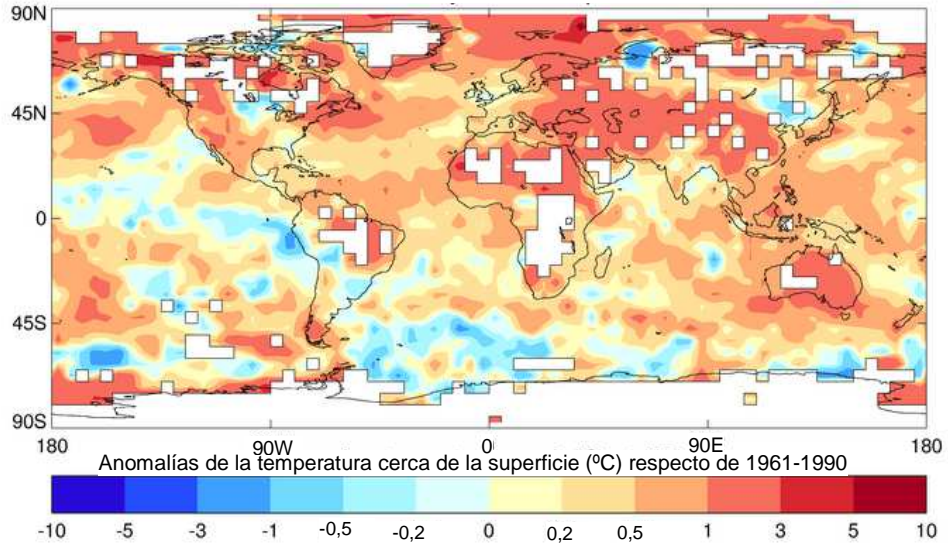 90N
45N
0
45S
90S
180 90W 0 90E 180
Anomalías de la temperatura cerca de la superficie (ºC) respecto de 1961-1990
-10 -5 -3 -1 -0,5 -0,2 0 0,2 0,5 1 3 5 10